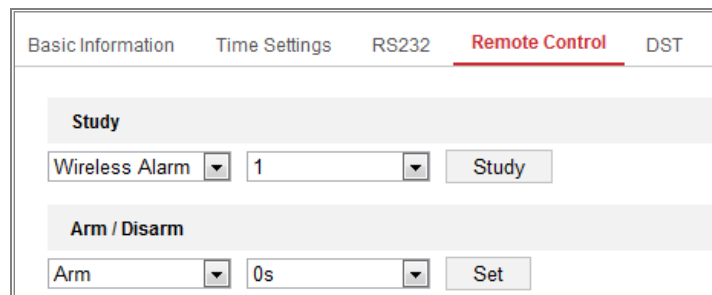 Basic Information Time Settings RS232 Remote Control DST
Study
Wireless Alarm 1 Study
Arm / Disarm
Arm 0s Set